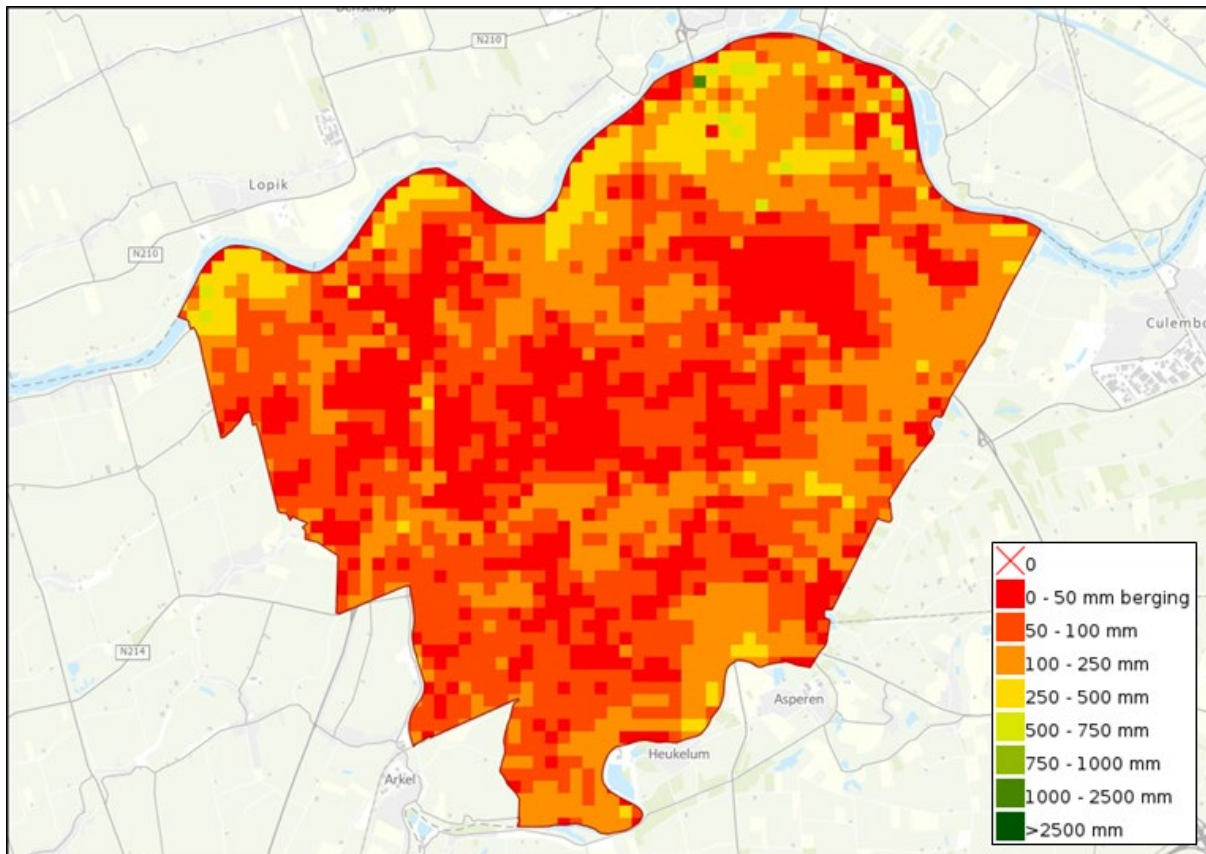 Benschop
N210
Lopik
N210
Culembo
N214
Asperen
Heukelum
Arkel
0
0 - 50 mm berging
50 - 100 mm
100 - 250 mm
250 - 500 mm
500 - 750 mm
750 - 1000 mm
1000 - 2500 mm
>2500 mm